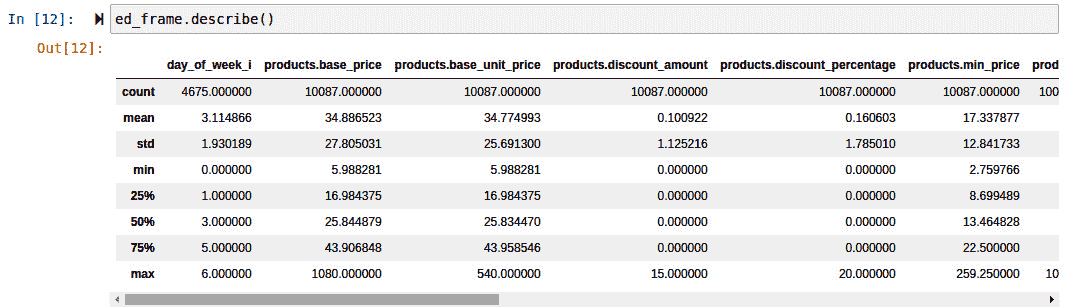 In [12]: ed_frame.describe()
Out[12]:
day_of_week_i products.base_price products.base_unit_price products.discount_amount products.discount_percentage products.min_price prod
count 4675.000000 10087.000000 10087.000000 10087.000000 10087.000000 10087.000000 100
mean 3.114866 34.886523 34.774993 0.100922 0.160603 17.337877
std 1.930189 27.805031 25.691300 1.125216 1.785010 12.841733
min 0.000000 5.988281 5.988281 0.000000 0.000000 2.759766
25% 1.000000 16.984375 16.984375 0.000000 0.000000 8.699489
50% 3.000000 25.844879 25.834470 0.000000 0.000000 13.464828
75% 5.000000 43.906848 43.958546 0.000000 0.000000 22.500000
max 6.000000 1080.000000 540.000000 15.000000 20.000000 259.250000 10